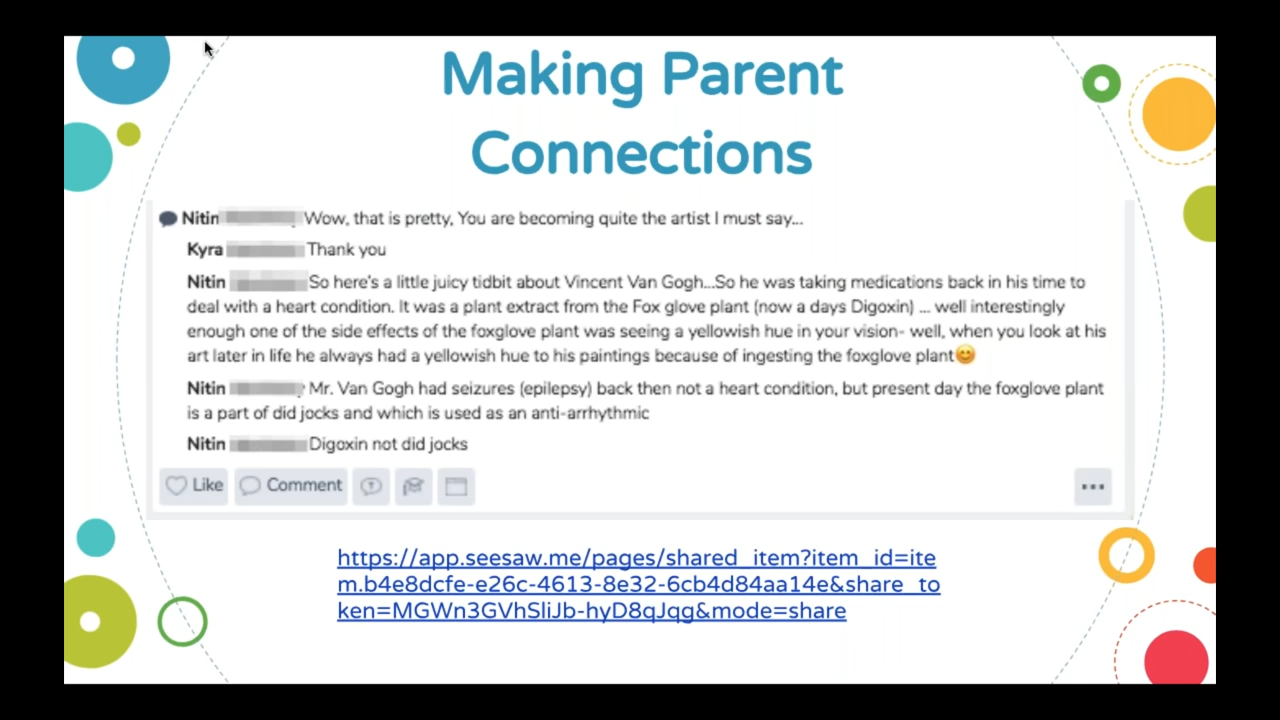 Making Parent
Connections
Nitin Wow, that is pretty, You are becoming quite the artist I must say...
Kyra Thank you
Nitin So here's a little juicy tidbit about Vincent Van Gogh...So he was taking medications back in his time to
deal with a heart condition. It was a plant extract from the Fox glove plant (now a days Digoxin) ... well interestingly
enough one of the side effects of the foxglove plant was seeing a yellowish hue in your vision- well, when you look at his
art later in life he always had a yellowish hue to his paintings because of ingesting the foxglove plant😊
Nitin Mr. Van Gogh had seizures (epilepsy) back then not a heart condition, but present day the foxglove plant
is a part of did jocks and which is used as an anti-arrhythmic
Nitin Digoxin not did jocks
Like Comment
https://app.seesaw.me/pages/shared_item?item_id=ite
m.b4e8dcfe-e26c-4613-8e32-6cb4d84aa14e&share_to
ken=MGWn3GVhSliJb-hyD8qJqg&mode=share